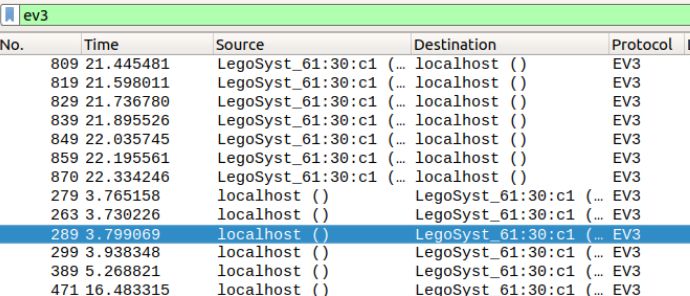 ev3
No. Time Source Destination Protocol
809 21.445481 LegoSyst_61:30:c1 (… localhost () EV3
819 21.598011 LegoSyst_61:30:c1 (… localhost () EV3
829 21.736780 LegoSyst_61:30:c1 (… localhost () EV3
839 21.895526 LegoSyst_61:30:c1 (… localhost () EV3
849 22.035745 LegoSyst_61:30:c1 (… localhost () EV3
859 22.195561 LegoSyst_61:30:c1 (… localhost () EV3
870 22.334246 LegoSyst_61:30:c1 (… localhost () EV3
279 3.765158 localhost () LegoSyst_61:30:c1 (… EV3
263 3.730226 localhost () LegoSyst_61:30:c1 (… EV3
289 3.799069 localhost () LegoSyst_61:30:c1 (… EV3
299 3.938348 localhost () LegoSyst_61:30:c1 (… EV3
389 5.268821 localhost () LegoSyst_61:30:c1 (… EV3
471 16.483315 localhost () LegoSyst_61:30:c1 (… EV3